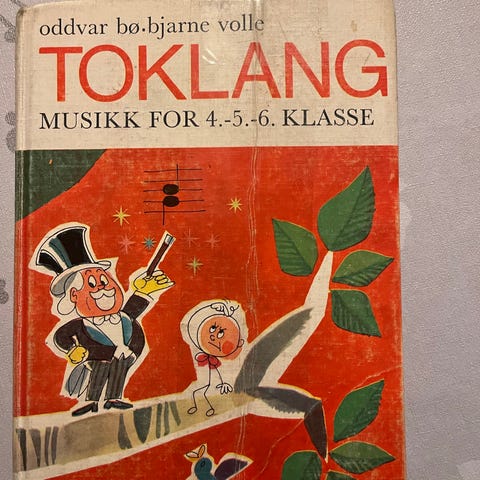 oddvar bø·bjarne volle
TOKLANG
MUSIKK FOR 4.-5.-6. KLASSE